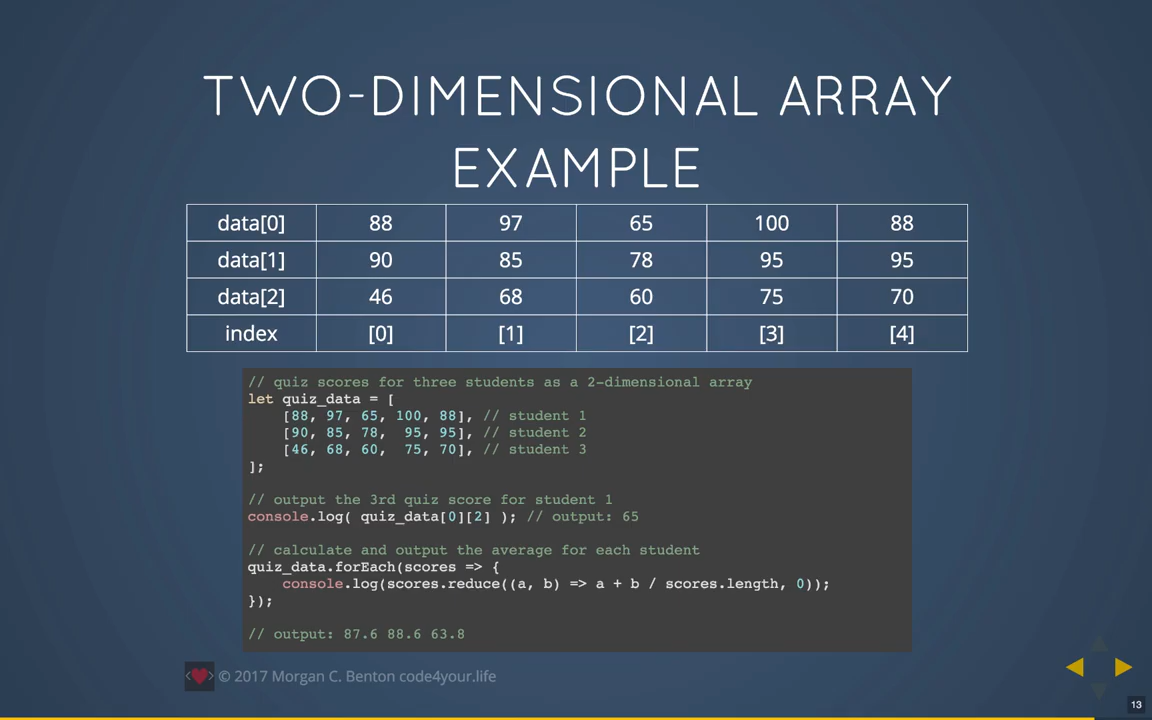 TWO-DIMENSIONAL ARRAY
EXAMPLE
data[0] 88 97 65 100 88
data[1] 90 85 78 95 95
data[2] 46 68 60 75 70
index [0] [1] [2] [3] [4]
// quiz scores for three students as a 2-dimensional array
let quiz_data = [
    [88, 97, 65, 100, 88], // student 1
    [90, 85, 78,  95, 95], // student 2
    [46, 68, 60,  75, 70], // student 3
];
// output the 3rd quiz score for student 1
console.log( quiz_data[0][2] ); // output: 65
// calculate and output the average for each student
quiz_data.forEach(scores => {
    console.log(scores.reduce((a, b) => a + b / scores.length, 0));
});
// output: 87.6 88.6 63.8
© 2017 Morgan C. Benton code4your.life
13